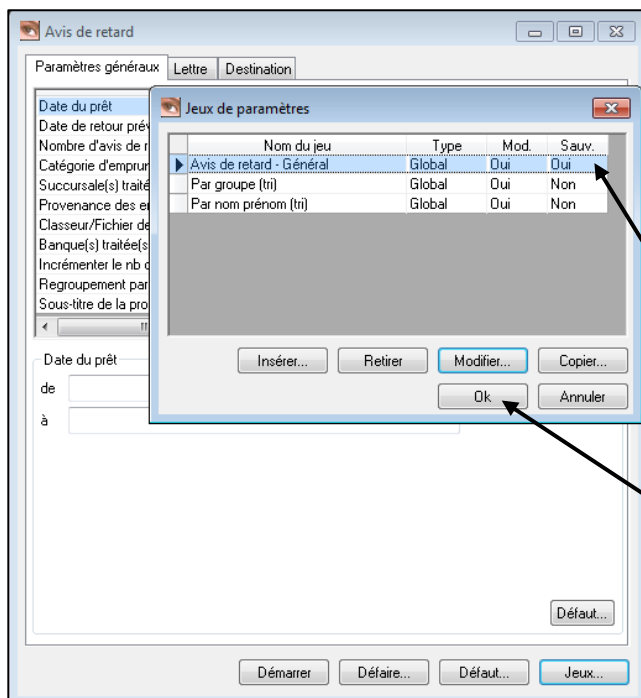 Avis de retard
Paramètres généraux Lettre Destination
Date du prêt
Date de retour prév
Nombre d'avis de r
Catégorie d'emprur
Succursale(s) traité
Provenance des er
Classeur/Fichier de
Banque(s) traitée(s
Incrémenter le nb d
Regroupement par
Sous-titre de la pro
Jeux de paramètres
Nom du jeu Type Mod. Sauv.
Avis de retard - Général Global Oui Oui
Par groupe (tri) Global Oui Non
Par nom prénom (tri) Global Oui Non
Insérer... Retirer Modifier... Copier...
Ok Annuler
Date du prêt
de
à
Défaut...
Démarrer Défaire... Défaut... Jeux...